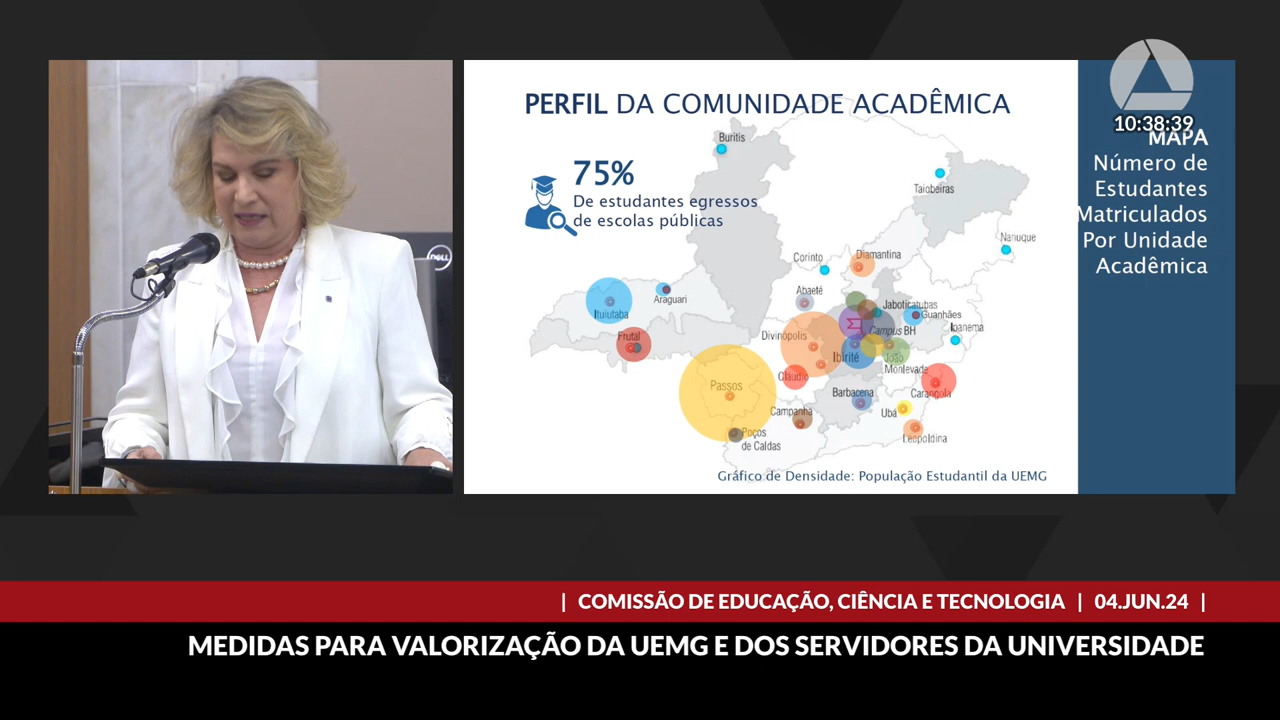 PERFIL DA COMUNIDADE ACADÊMICA
75%
De estudantes egressos
de escolas públicas
Buritis
Taiobeiras
Nanuque
Corinto
Diamantina
Abaeté
Araguari
Ituiutaba
Jaboticatubas
Guanhães
Frutal
Divinópolis
Campus BH
Ipanema
Ibirité
João
Monlevade
Cláudio
Passos
Barbacena
Carangola
Campanha
Ubá
Poços
de Caldas
Leopoldina
Gráfico de Densidade: População Estudantil da UEMG
10:38:39
MAPA
Número de
Estudantes
Matriculados
Por Unidade
Acadêmica
DELL
| COMISSÃO DE EDUCAÇÃO, CIÊNCIA E TECNOLOGIA | 04.JUN.24 |
MEDIDAS PARA VALORIZAÇÃO DA UEMG E DOS SERVIDORES DA UNIVERSIDADE